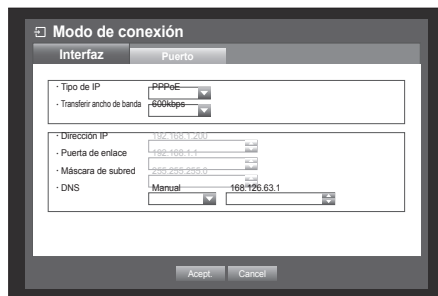 Modo de conexión
Interfaz Puerto
· Tipo de IP PPPoE
· Transferir ancho de banda 600kbps
· Dirección IP 192.168.1.200
· Puerta de enlace 192.168.1.1
· Máscara de subred 255.255.255.0
· DNS Manual 168.126.63.1
Acept. Cancel